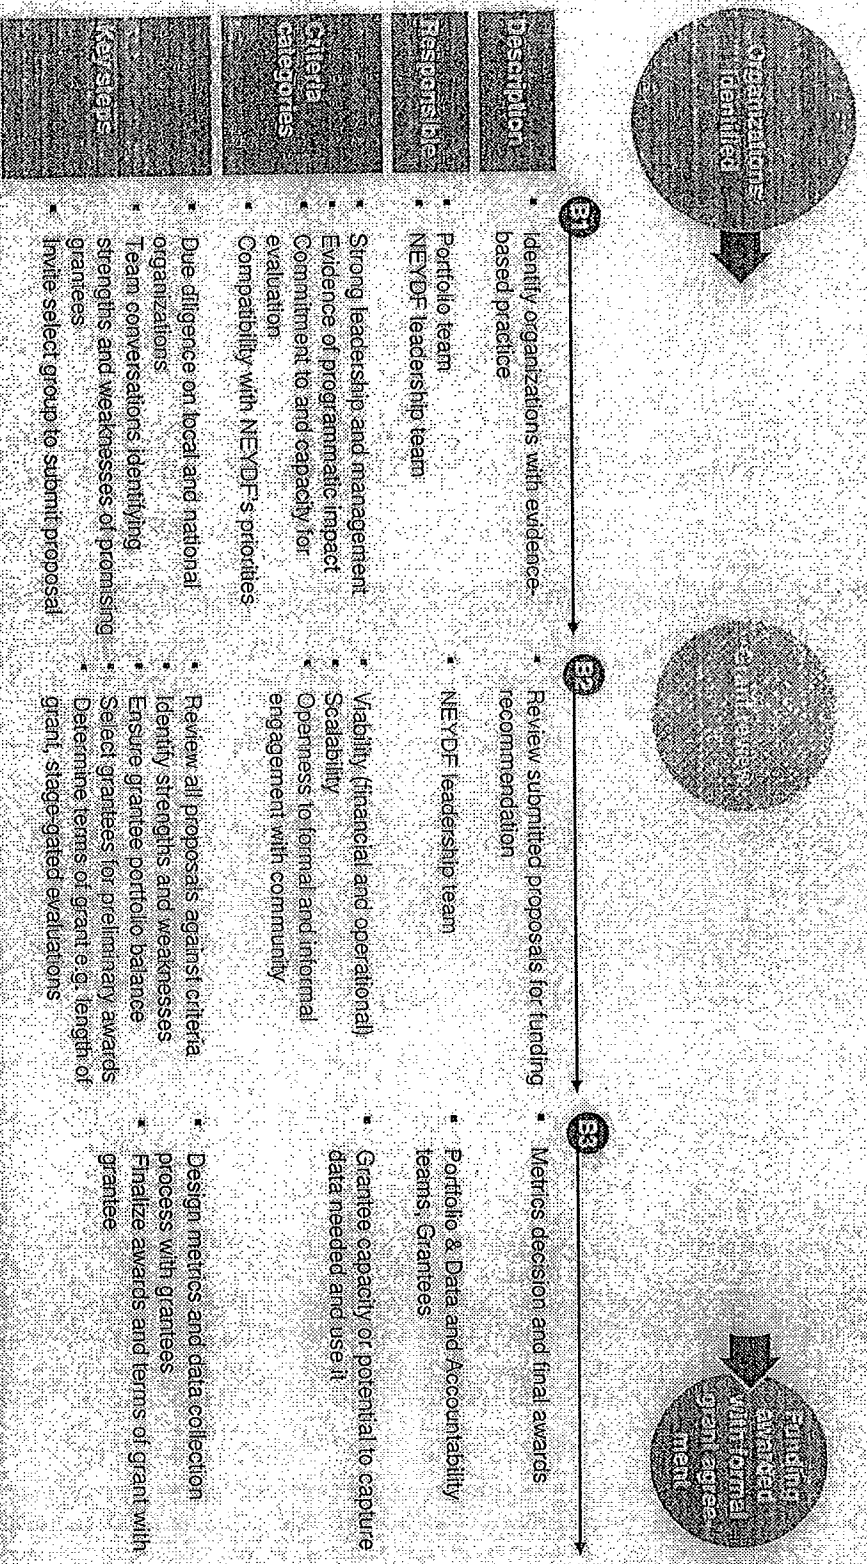 Organizations
identified
Funding
awarded
with formal
grant agree-
ment
B1
B2
B3
Description
Identify organizations with evidence-
based practice
Review submitted proposals for funding
recommendation
Metrics decision and final awards
Responsible
Portfolio team
NEYDF leadership team
NEYDF leadership team
Portfolio & Data and Accountability
teams, Grantees
Criteria
categories
Strong leadership and management
Evidence of programmatic impact
Commitment to and capacity for
evaluation
Compatibility with NEYDF's priorities
Viability (financial and operational)
Scalability
Openness to formal and informal
engagement with community
Grantee capacity or potential to capture
data needed and use it
Key steps
Due diligence on local and national
organizations
Team conversations identifying
strengths and weaknesses of promising
grantees
Invite select group to submit proposal
Review all proposals against criteria
Identify strengths and weaknesses
Ensure grantee portfolio balance
Select grantees for preliminary awards
Determine terms of grant e.g. length of
grant, stage-gated evaluations
Design metrics and data collection
process with grantees
Finalize awards and terms of grant with
grantee